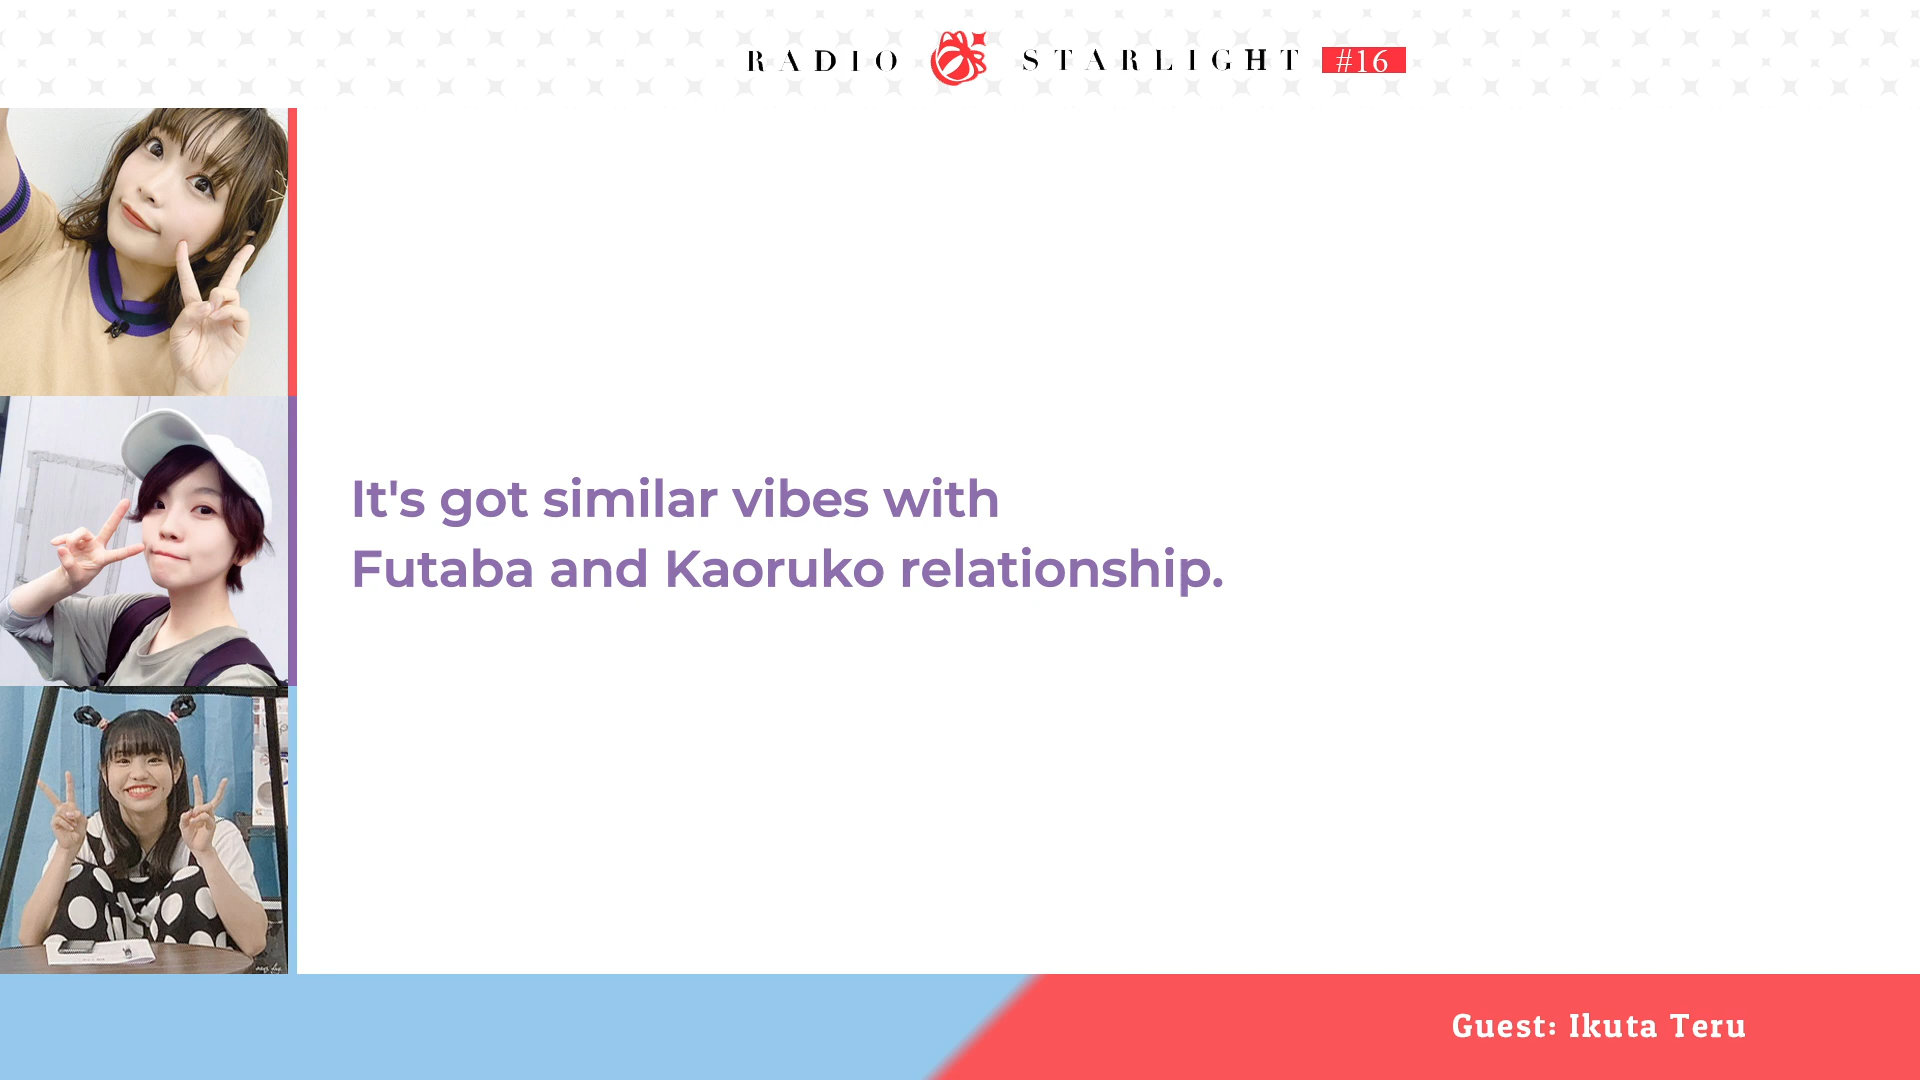 RADIO STARLIGHT #16
It's got similar vibes with
Futaba and Kaoruko relationship.
Guest: Ikuta Teru